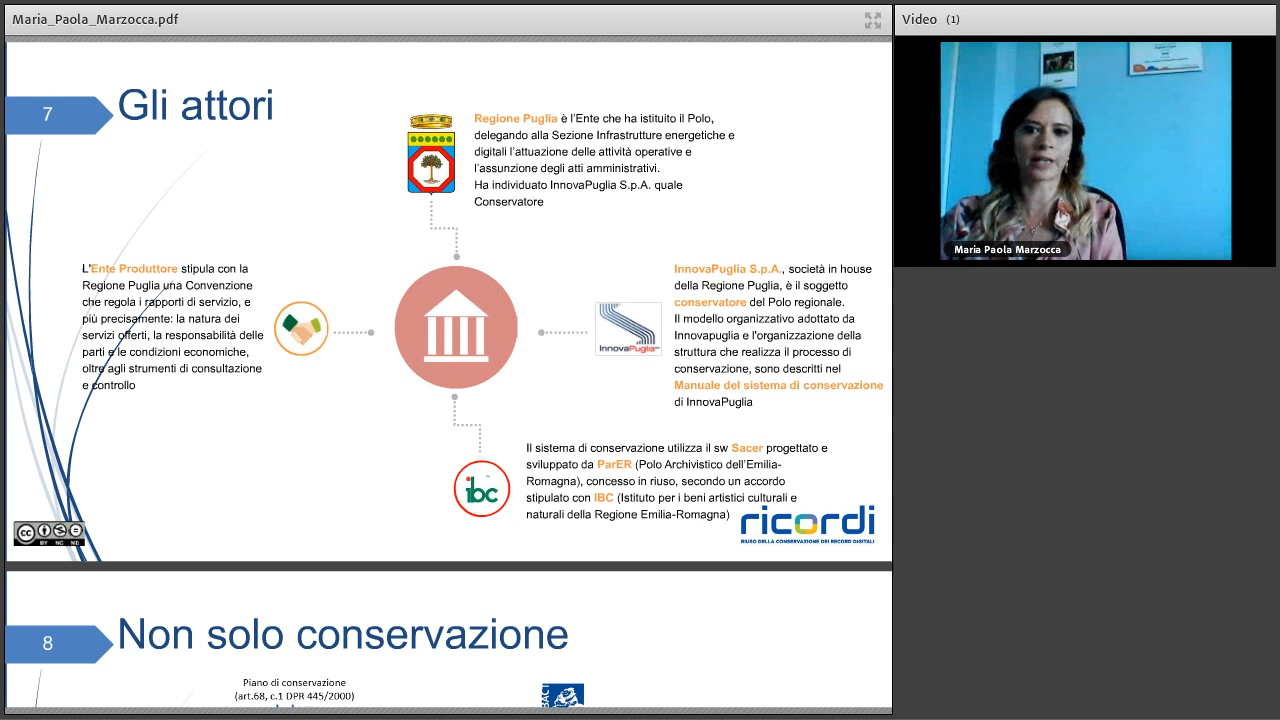 Maria_Paola_Marzocca.pdf
Video (1)
7
Gli attori
Regione Puglia è l'Ente che ha istituito il Polo,
delegando alla Sezione Infrastrutture energetiche e
digitali l'attuazione delle attività operative e
l'assunzione degli atti amministrativi.
Ha individuato InnovaPuglia S.p.A. quale
Conservatore
Maria Paola Marzocca
L'Ente Produttore stipula con la
Regione Puglia una Convenzione
che regola i rapporti di servizio, e
più precisamente: la natura dei
servizi offerti, la responsabilità delle
parti e le condizioni economiche,
oltre agli strumenti di consultazione
e controllo
InnovaPuglia
InnovaPuglia S.p.A., società in house
della Regione Puglia, è il soggetto
conservatore del Polo regionale.
Il modello organizzativo adottato da
Innovapuglia e l'organizzazione della
struttura che realizza il processo di
conservazione, sono descritti nel
Manuale del sistema di conservazione
di InnovaPuglia
ibc
Il sistema di conservazione utilizza il sw Sacer progettato e
sviluppato da ParER (Polo Archivistico dell'Emilia-
Romagna), concesso in riuso, secondo un accordo
stipulato con IBC (Istituto per i beni artistici culturali e
naturali della Regione Emilia-Romagna)
ricordi
RIUSO DELLA CONSERVAZIONE DEI RECORD DIGITALI
cc
BY NC ND
8
Non solo conservazione
Piano di conservazione
(art.68, c.1 DPR 445/2000)